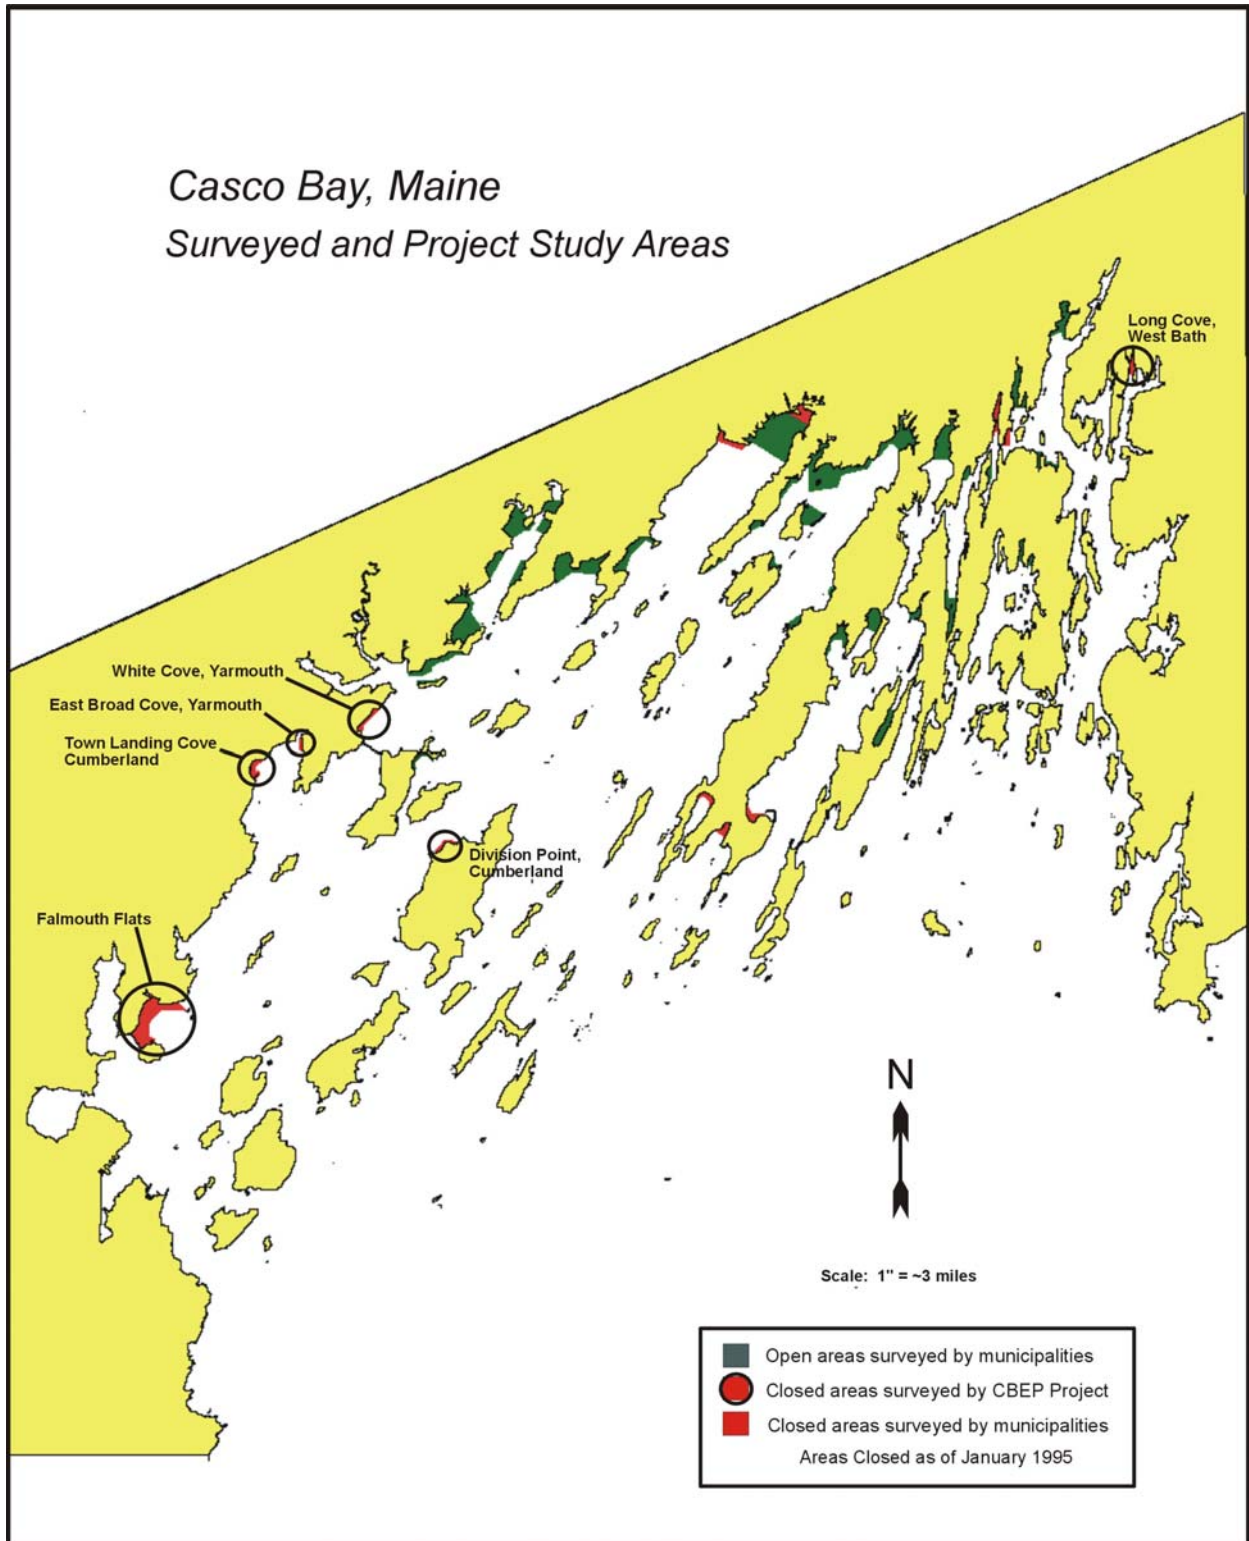 Casco Bay, Maine
Surveyed and Project Study Areas
Long Cove,
West Bath
White Cove, Yarmouth
East Broad Cove, Yarmouth
Town Landing Cove
Cumberland
Division Point,
Cumberland
Falmouth Flats
N
Scale: 1" = ~3 miles
Open areas surveyed by municipalities
Closed areas surveyed by CBEP Project
Closed areas surveyed by municipalities
Areas Closed as of January 1995